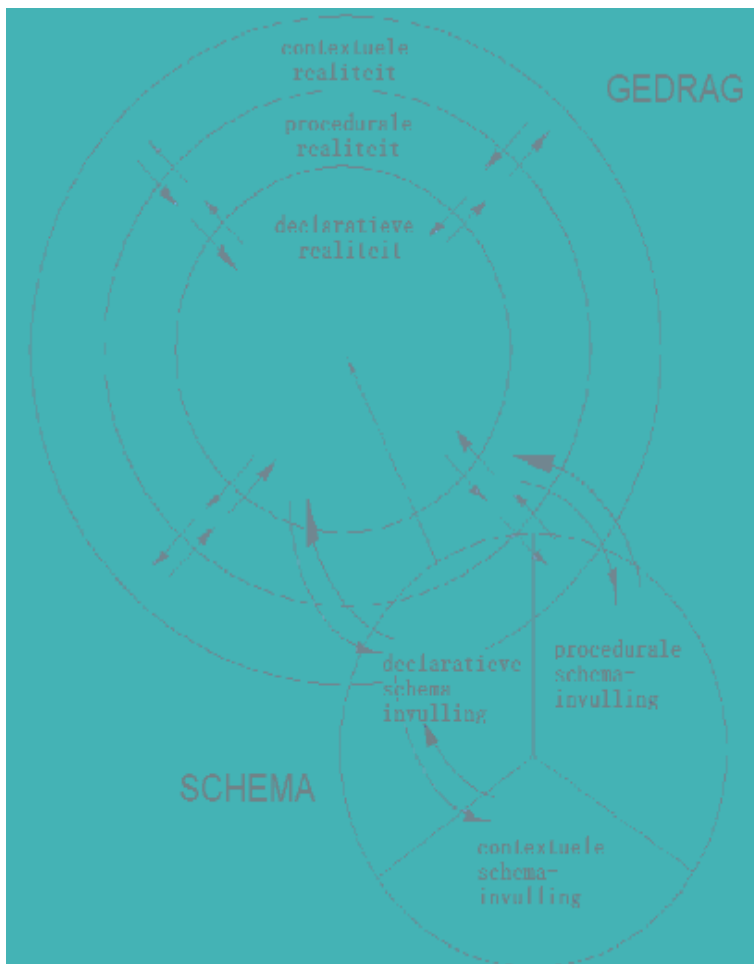 contextuele
realiteit
GEDRAG
procedurale
realiteit
declaratieve
realiteit
declaratieve
schema
invulling
procedurale
schema-
invulling
SCHEMA
contextuele
schema-
invulling